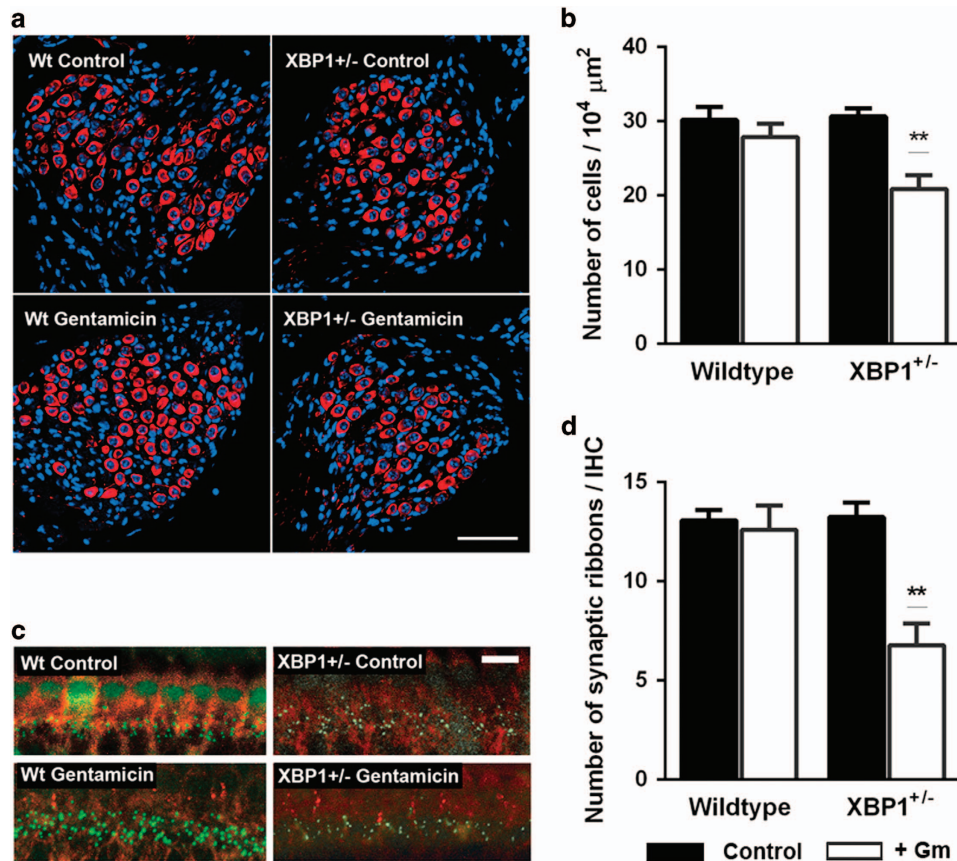 a
Wt Control
XBP1+/- Control
Wt Gentamicin
XBP1+/- Gentamicin
b
Number of cells / 10⁴ µm²
40
30
20
10
0
**
Wildtype
XBP1+/-
c
Wt Control
XBP1+/- Control
Wt Gentamicin
XBP1+/- Gentamicin
d
Number of synaptic ribbons / IHC
15
10
5
0
**
Wildtype
XBP1+/-
Control
+ Gm